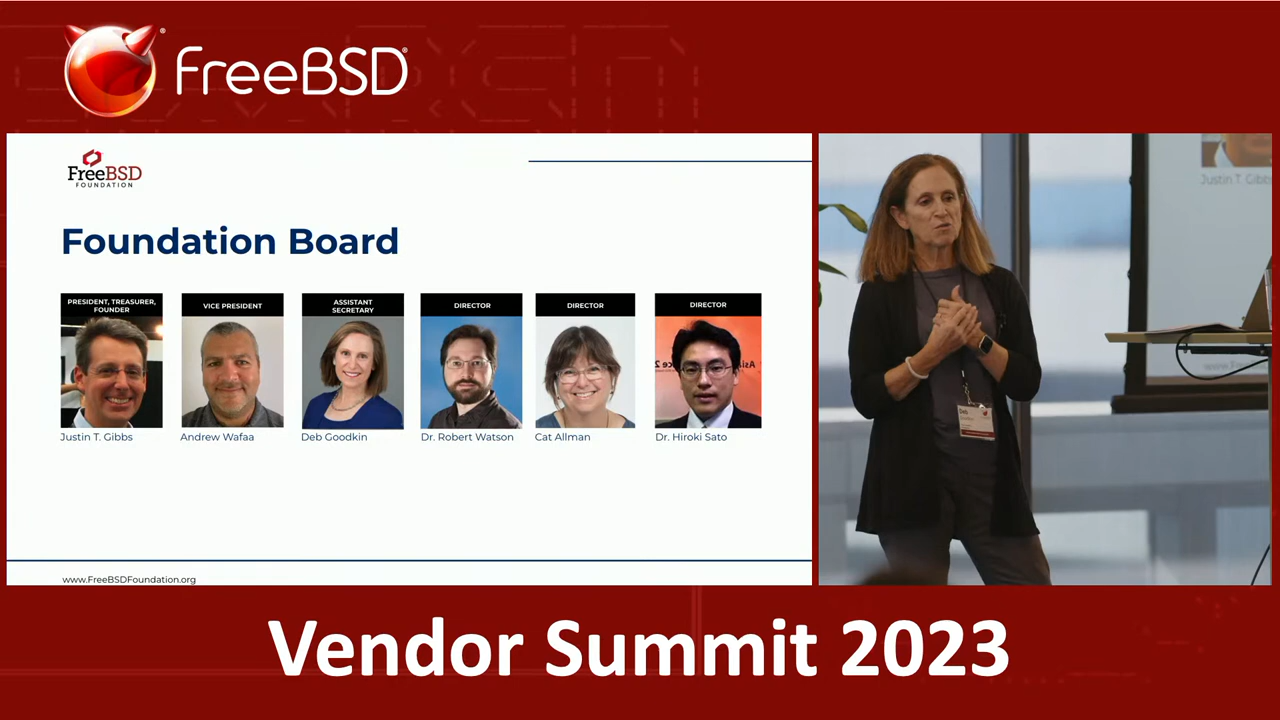 FreeBSD®
FreeBSD
FOUNDATION
Foundation Board
PRESIDENT, TREASURER,
FOUNDER
VICE PRESIDENT
ASSISTANT
SECRETARY
DIRECTOR
DIRECTOR
DIRECTOR
Justin T. Gibbs
Andrew Wafaa
Deb Goodkin
Dr. Robert Watson
Cat Allman
Dr. Hiroki Sato
www.FreeBSDFoundation.org
Justin T. Gibbs
Deb
Vendor Summit 2023